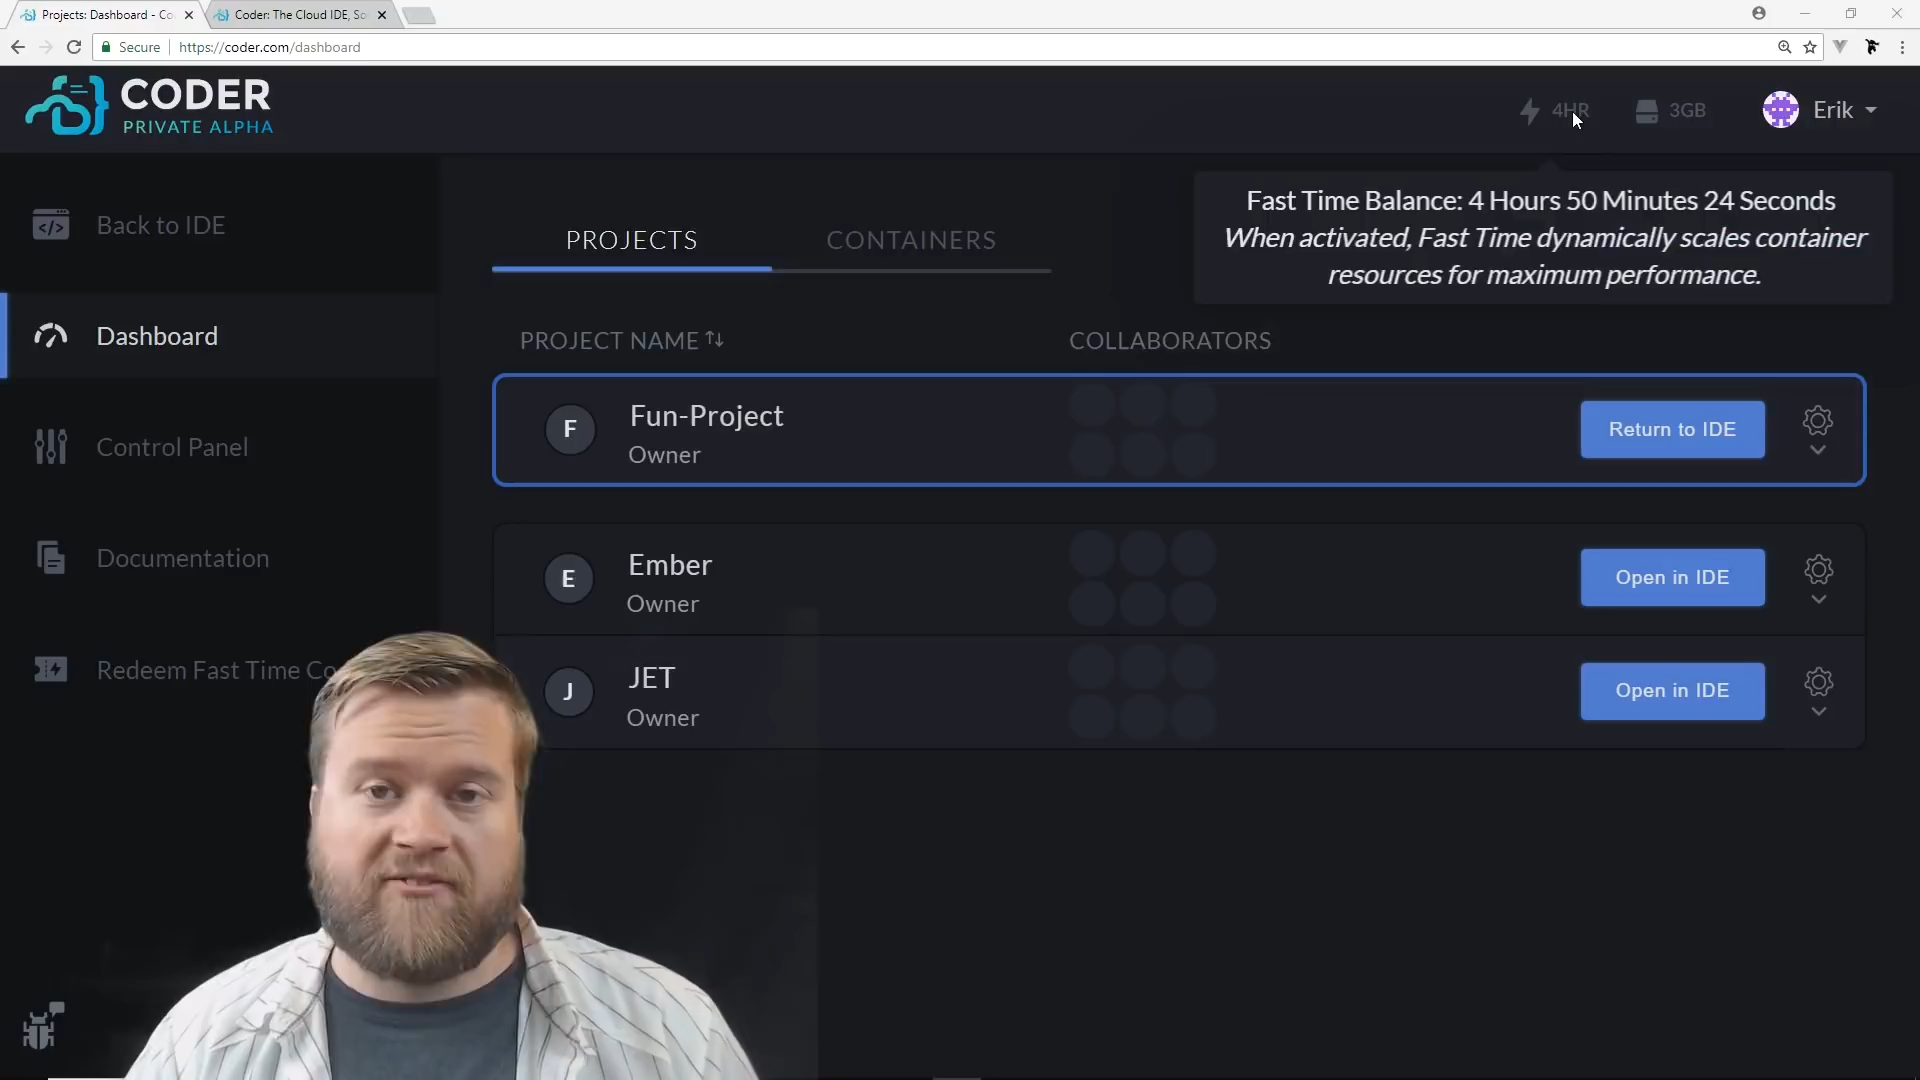 Projects: Dashboard - Co
Coder: The Cloud IDE, So
Secure
https://coder.com/dashboard
CODER
PRIVATE ALPHA
4HR
3GB
Erik
Fast Time Balance: 4 Hours 50 Minutes 24 Seconds
When activated, Fast Time dynamically scales container
resources for maximum performance.
Back to IDE
Dashboard
Control Panel
Documentation
Redeem Fast Time Co
PROJECTS
CONTAINERS
PROJECT NAME
COLLABORATORS
F
Fun-Project
Owner
Return to IDE
E
Ember
Owner
Open in IDE
J
JET
Owner
Open in IDE